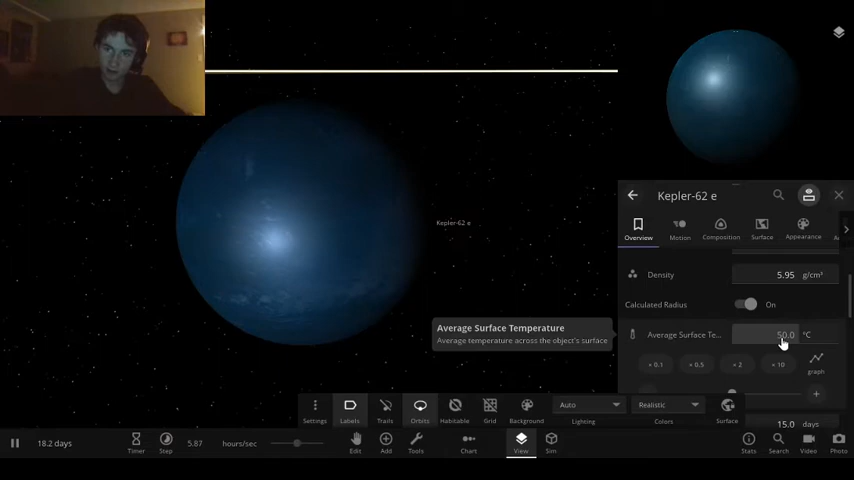 Kepler-62 e
Kepler-62 e
Overview
Motion
Composition
Surface
Appearance
Density
5.95 g/cm³
Calculated Radius
On
Average Surface Temperature
Average temperature across the object's surface
Average Surface Te...
50.0 °C
× 0.1
× 0.5
× 2
× 10
graph
15.0 days
Settings
Labels
Trails
Orbits
Habitable
Grid
Background
Auto
Lighting
Realistic
Colors
Surface
18.2 days
Timer
Step
5.87 hours/sec
Edit
Add
Tools
Chart
View
Sim
Stats
Search
Video
Photo